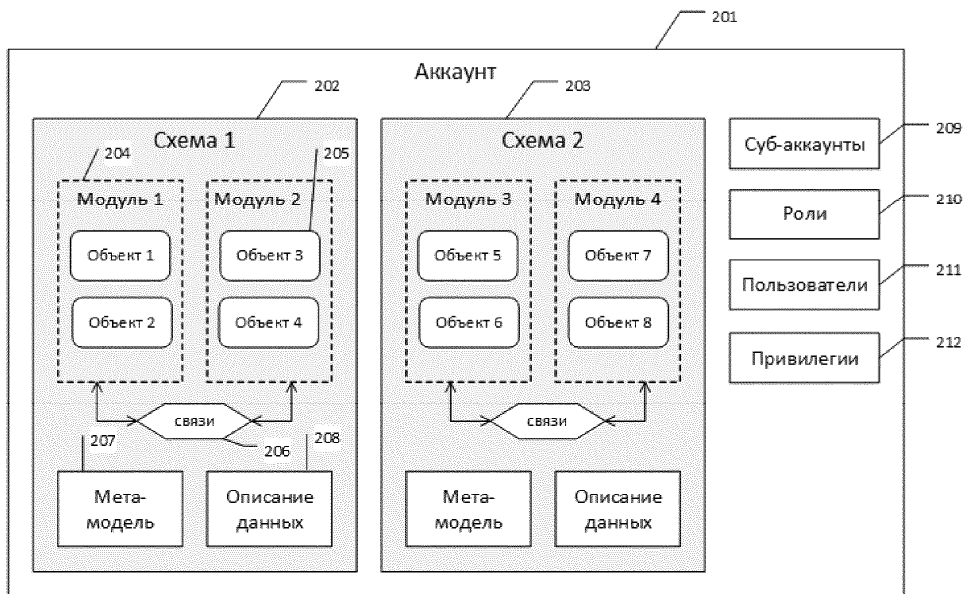 201
Аккаунт
202
203
Схема 1
Схема 2
204
205
209
Суб-аккаунты
Модуль 1
Модуль 2
Модуль 3
Модуль 4
210
Роли
Объект 1
Объект 3
Объект 5
Объект 7
211
Пользователи
Объект 2
Объект 4
Объект 6
Объект 8
212
Привилегии
связи
связи
207
206
208
Мета-
модель
Описание
данных
Мета-
модель
Описание
данных